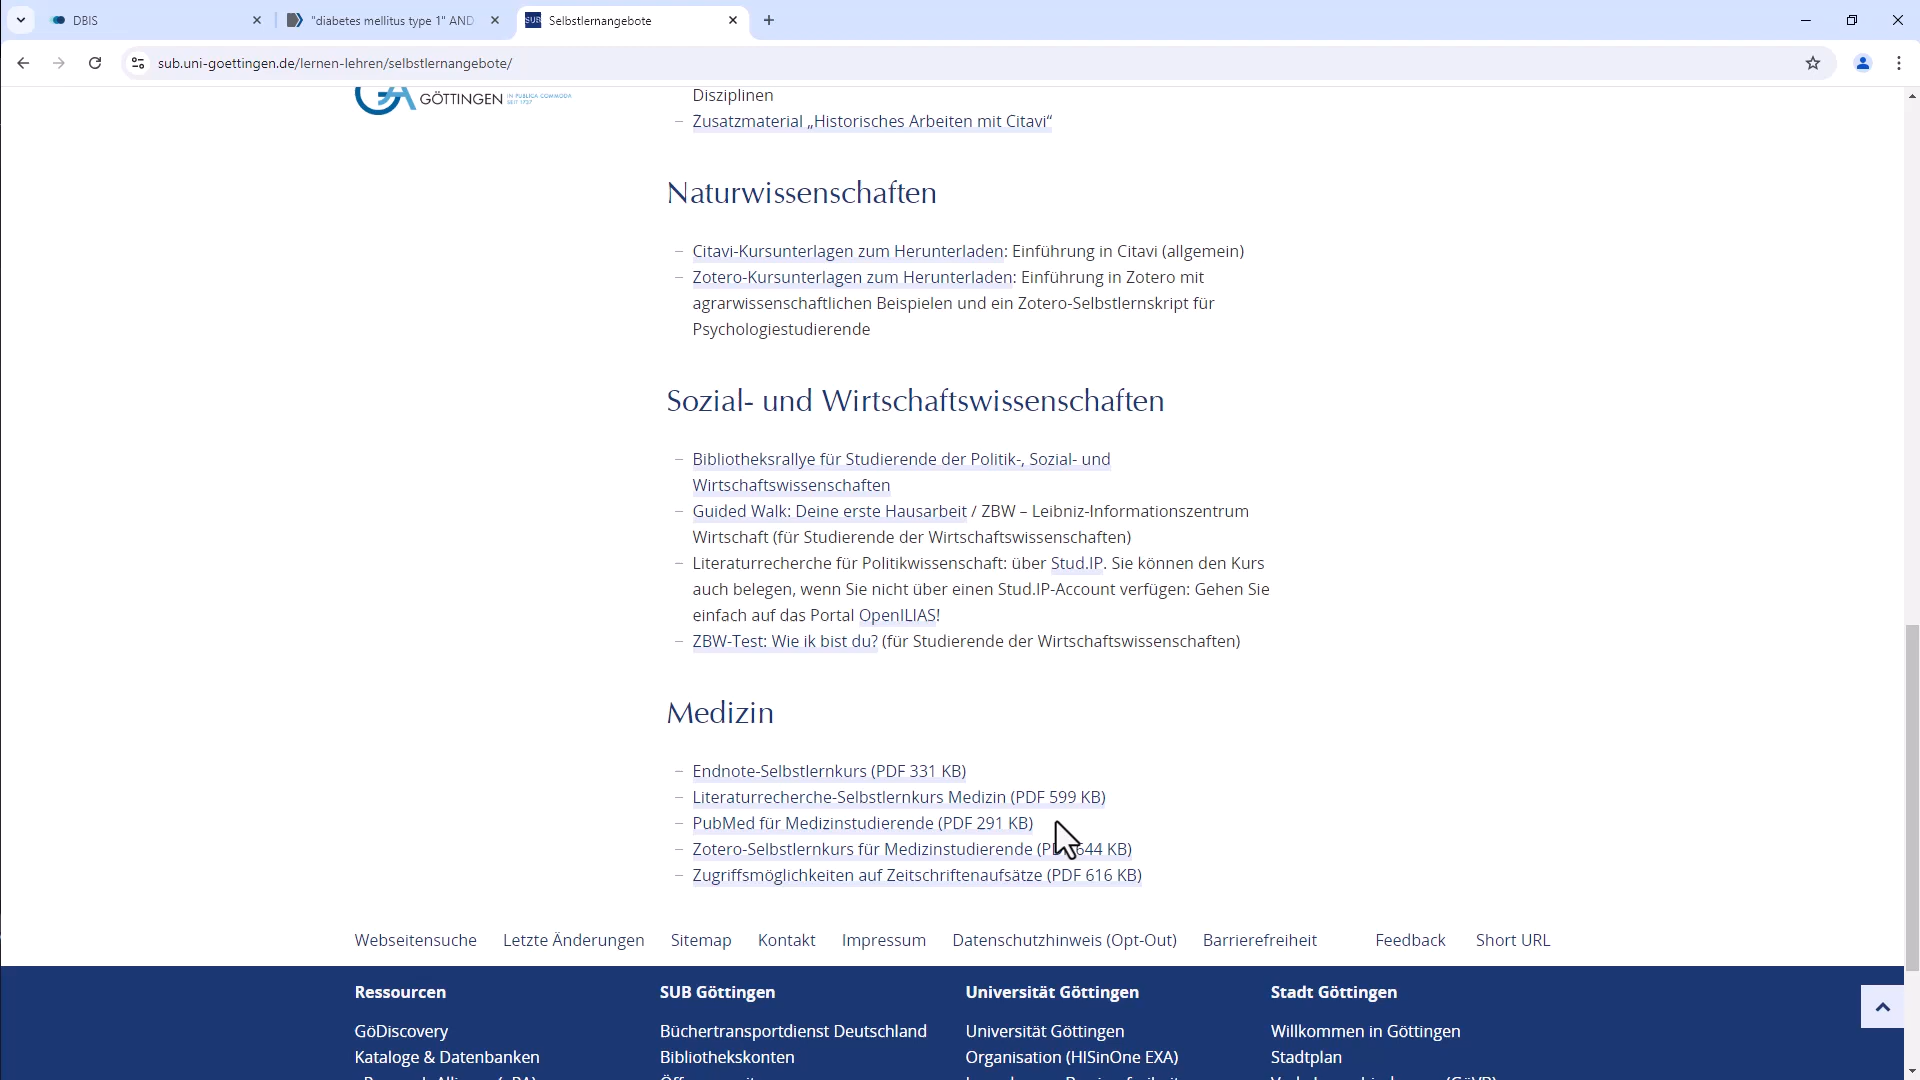 DBIS
"diabetes mellitus type 1" AND
Selbstlernangebote
sub.uni-goettingen.de/lernen-lehren/selbstlernangebote/
GÖTTINGEN IN PUBLICA COMMODA
SEIT 1737
Disziplinen
– Zusatzmaterial „Historisches Arbeiten mit Citavi“
Naturwissenschaften
– Citavi-Kursunterlagen zum Herunterladen: Einführung in Citavi (allgemein)
– Zotero-Kursunterlagen zum Herunterladen: Einführung in Zotero mit
agrarwissenschaftlichen Beispielen und ein Zotero-Selbstlernskript für
Psychologiestudierende
Sozial- und Wirtschaftswissenschaften
– Bibliotheksrallye für Studierende der Politik-, Sozial- und
Wirtschaftswissenschaften
– Guided Walk: Deine erste Hausarbeit / ZBW – Leibniz-Informationszentrum
Wirtschaft (für Studierende der Wirtschaftswissenschaften)
– Literaturrecherche für Politikwissenschaft: über Stud.IP. Sie können den Kurs
auch belegen, wenn Sie nicht über einen Stud.IP-Account verfügen: Gehen Sie
einfach auf das Portal OpenILIAS!
– ZBW-Test: Wie ik bist du? (für Studierende der Wirtschaftswissenschaften)
Medizin
– Endnote-Selbstlernkurs (PDF 331 KB)
– Literaturrecherche-Selbstlernkurs Medizin (PDF 599 KB)
– PubMed für Medizinstudierende (PDF 291 KB)
– Zotero-Selbstlernkurs für Medizinstudierende (PDF 644 KB)
– Zugriffsmöglichkeiten auf Zeitschriftenaufsätze (PDF 616 KB)
Webseitensuche Letzte Änderungen Sitemap Kontakt Impressum Datenschutzhinweis (Opt-Out) Barrierefreiheit Feedback Short URL
Ressourcen SUB Göttingen Universität Göttingen Stadt Göttingen
GöDiscovery Büchertransportdienst Deutschland Universität Göttingen Willkommen in Göttingen
Kataloge & Datenbanken Bibliothekskonten Organisation (HISinOne EXA) Stadtplan